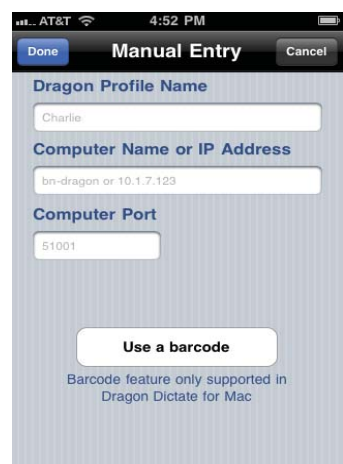 AT&T 4:52 PM
Done Manual Entry Cancel
Dragon Profile Name
Charlie
Computer Name or IP Address
bn-dragon or 10.1.7.123
Computer Port
51001
Use a barcode
Barcode feature only supported in
Dragon Dictate for Mac